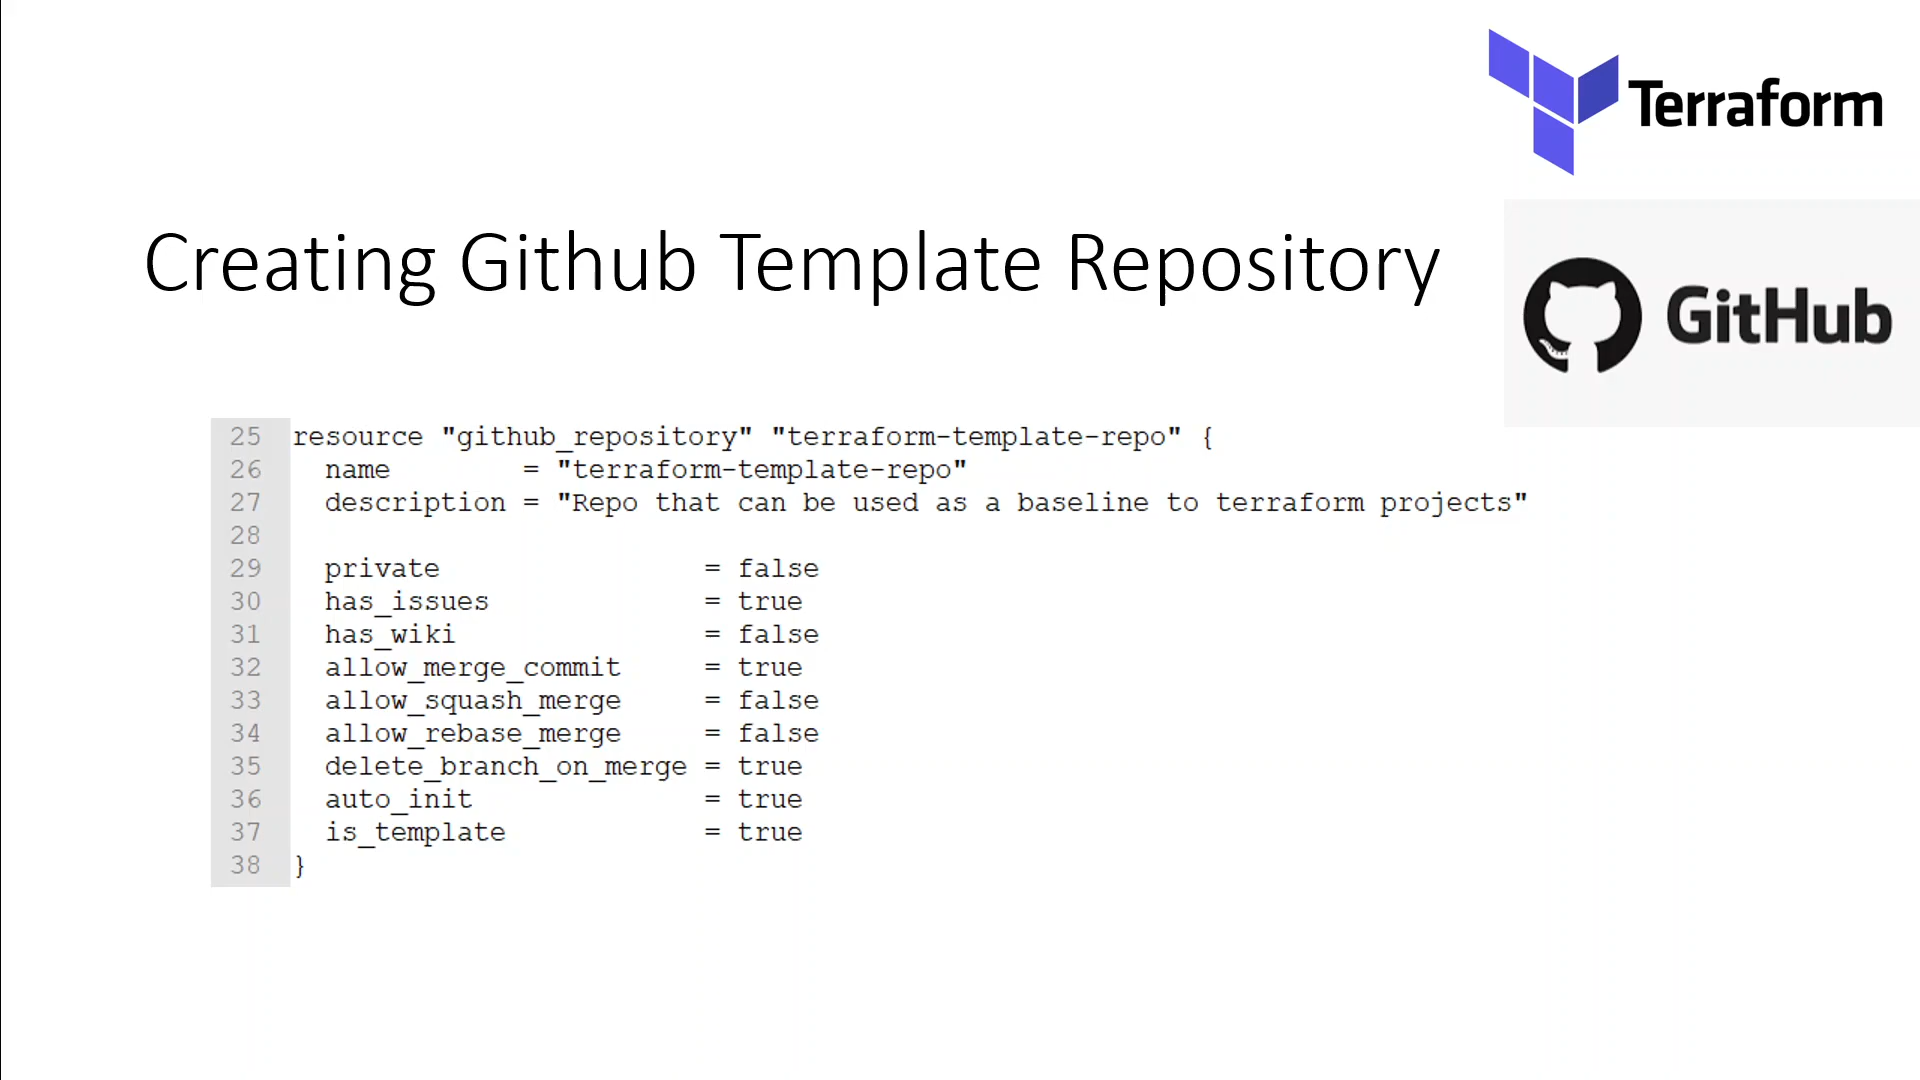 Terraform
Creating Github Template Repository
GitHub
25 resource "github_repository" "terraform-template-repo" {
26   name        = "terraform-template-repo"
27   description = "Repo that can be used as a baseline to terraform projects"
28
29   private                = false
30   has_issues             = true
31   has_wiki               = false
32   allow_merge_commit     = true
33   allow_squash_merge     = false
34   allow_rebase_merge     = false
35   delete_branch_on_merge = true
36   auto_init              = true
37   is_template            = true
38 }